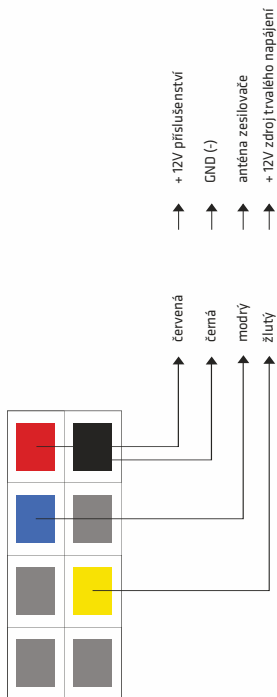 červená + 12V příslušenství
černá GND (-)
modrý anténa zesilovače
žlutý + 12V zdroj trvalého napájení